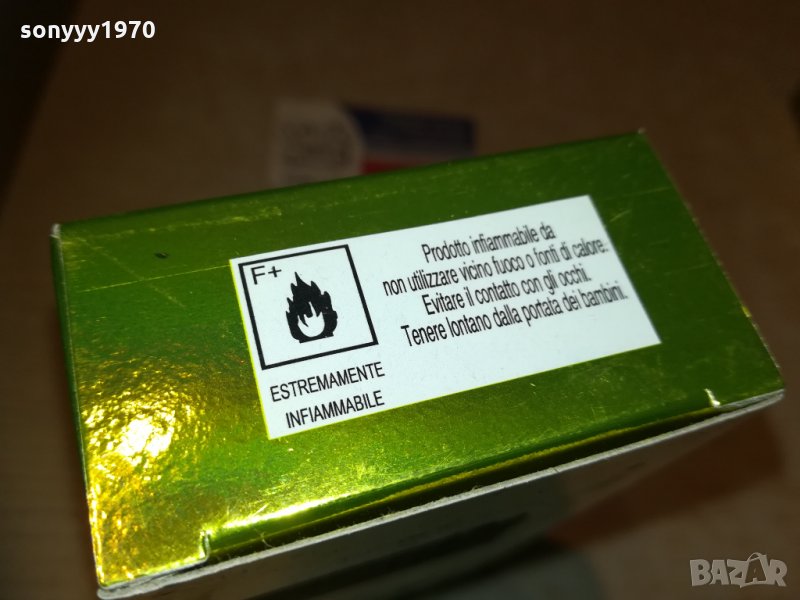 sonyyy1970
F+
ESTREMAMENTE
INFIAMMABILE
Prodotto infiammabile da
non utilizzare vicino fuoco o fonti di calore.
Evitare il contatto con gli occhi.
Tenere lontano dalla portata dei bambini.
BAZAR